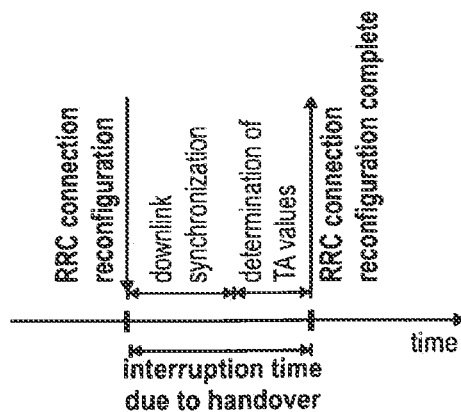 RRC connection
reconfiguration
downlink
synchronization
determination of
TA values
RRC connection
reconfiguration complete
time
interruption time
due to handover